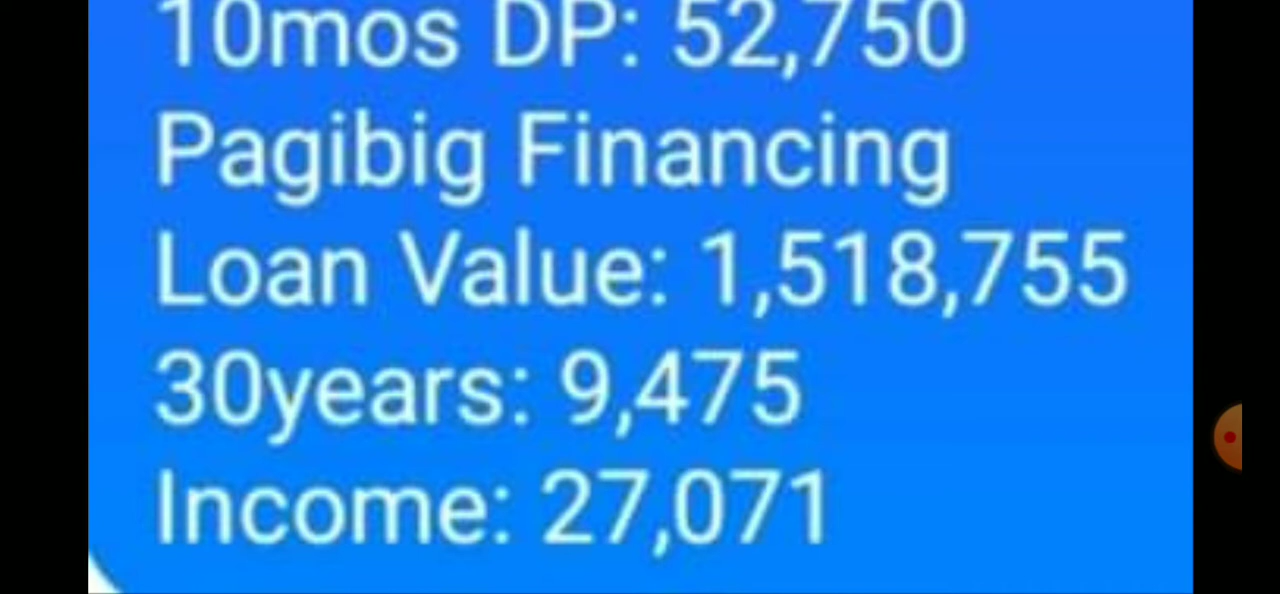 10mos DP: 52,750
Pagibig Financing
Loan Value: 1,518,755
30years: 9,475
Income: 27,071